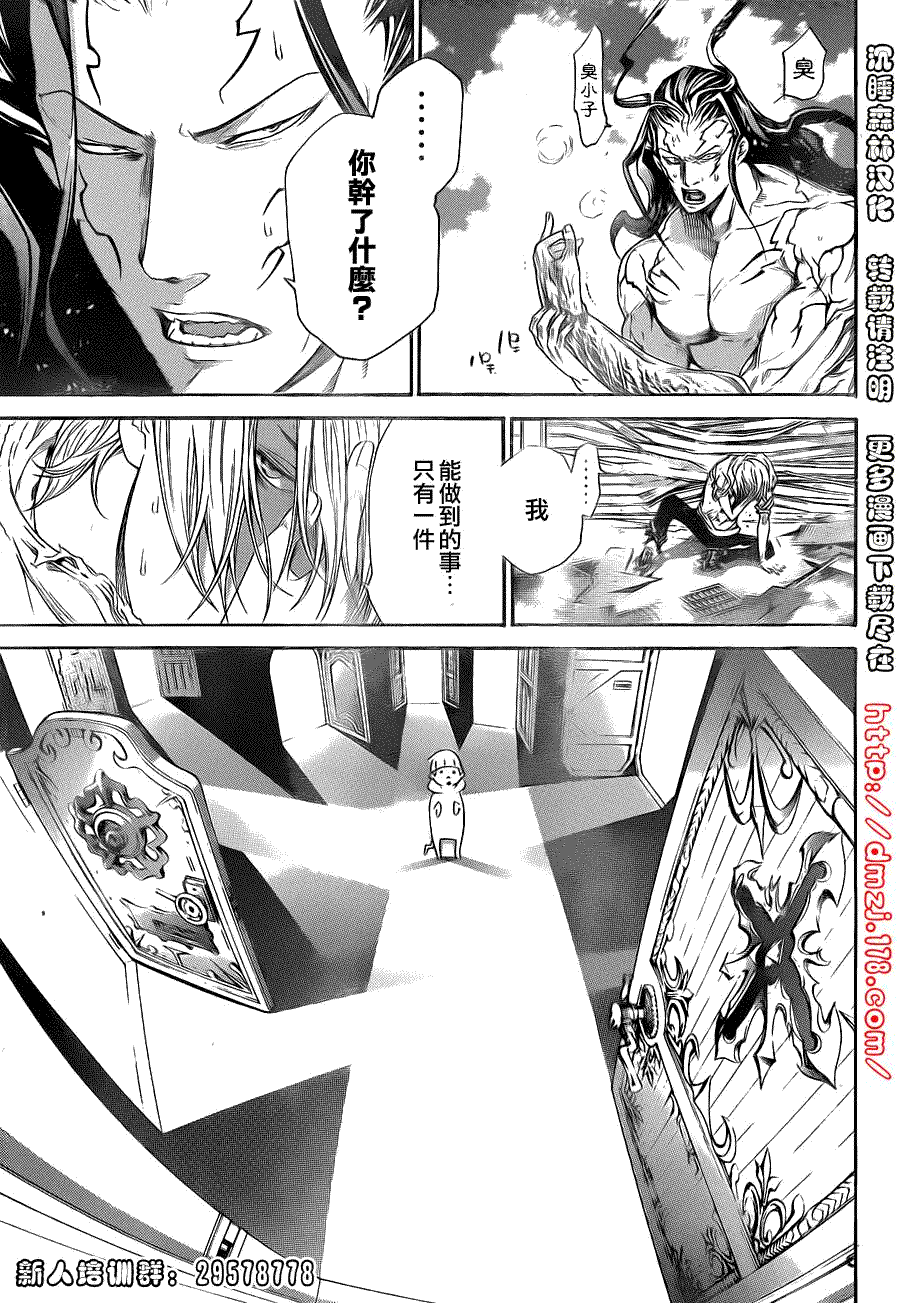 臭
臭小子
……
你幹了什麼？
……
我
能做到的事…
只有一件
沉睡森林汉化 转载请注明 更多漫画下载尽在 http://dmzj.178.com/
新人培训群：29578778